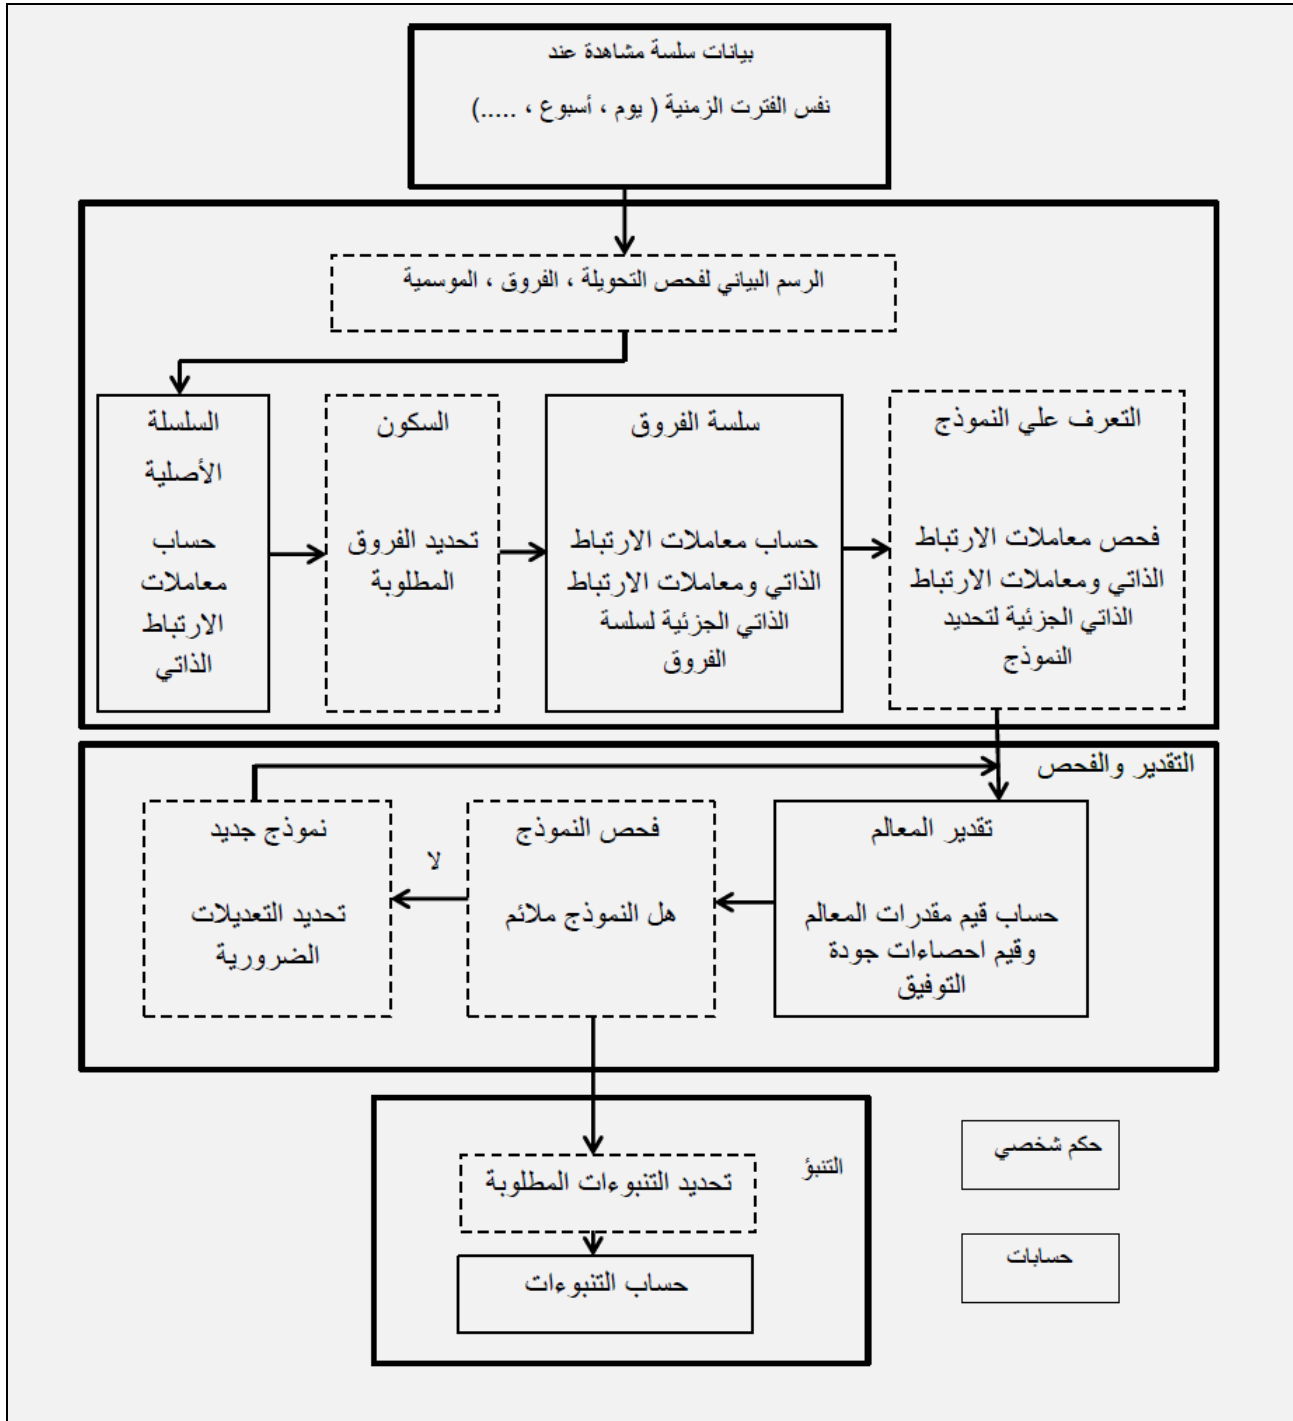 بيانات سلسة مشاهدة عند
نفس الفترت الزمنية ( يوم ، أسبوع ، .....)
الرسم البياني لفحص التحويلة ، الفروق ، الموسمية
السلسلة
الأصلية
حساب
معاملات
الارتباط
الذاتي
السكون
تحديد الفروق
المطلوبة
سلسة الفروق
حساب معاملات الارتباط
الذاتي ومعاملات الارتباط
الذاتي الجزئية لسلسة
الفروق
التعرف علي النموذج
فحص معاملات الارتباط
الذاتي ومعاملات الارتباط
الذاتي الجزئية لتحديد
النموذج
التقدير والفحص
تقدير المعالم
حساب قيم مقدرات المعالم
وقيم احصاءات جودة
التوفيق
فحص النموذج
هل النموذج ملائم
لا
نموذج جديد
تحديد التعديلات
الضرورية
التنبؤ
تحديد التنبوءات المطلوبة
حساب التنبوءات
حكم شخصي
حسابات